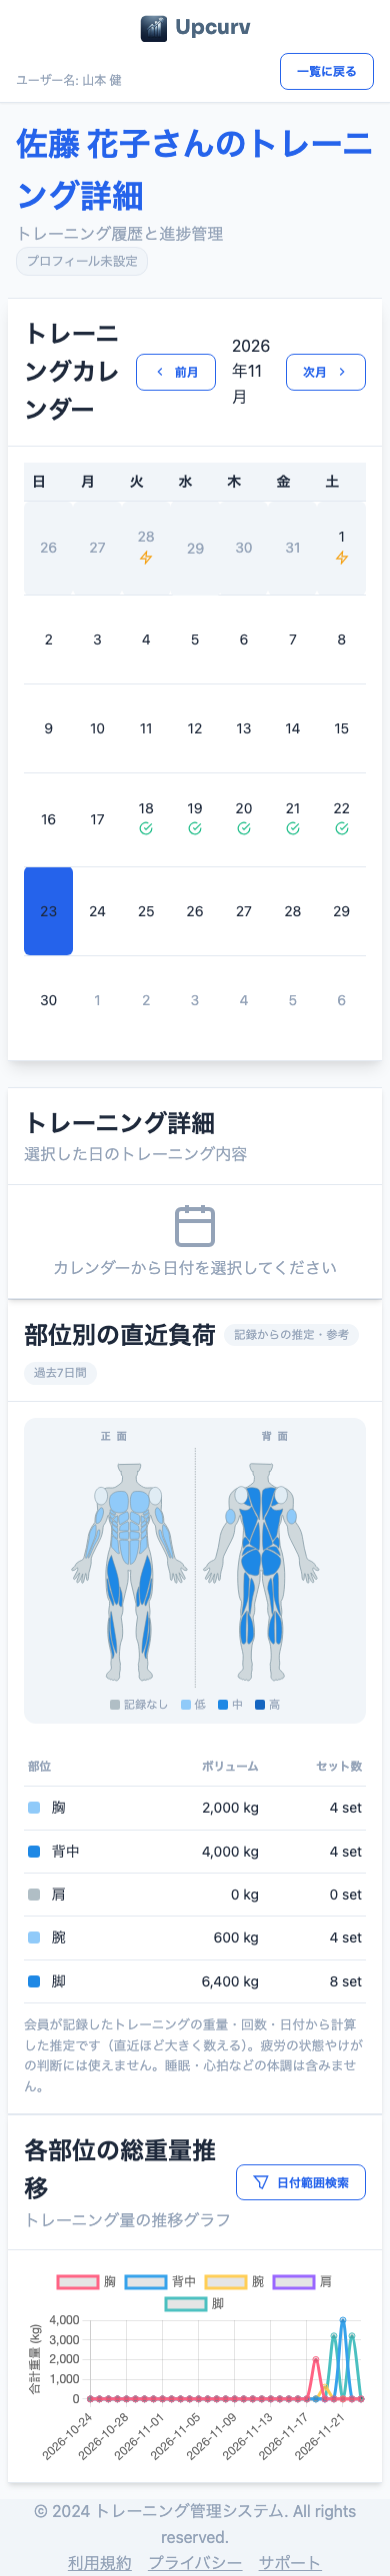 Upcurv
ユーザー名: 山本 健
一覧に戻る
佐藤 花子さんのトレーニ
ング詳細
トレーニング履歴と進捗管理
プロフィール未設定
トレーニ
ングカレ
ンダー
前月
2026
年11
月
次月
日 月 火 水 木 金 土
26 27 28 29 30 31 1
2 3 4 5 6 7 8
9 10 11 12 13 14 15
16 17 18 19 20 21 22
23 24 25 26 27 28 29
30 1 2 3 4 5 6
トレーニング詳細
選択した日のトレーニング内容
カレンダーから日付を選択してください
部位別の直近負荷 記録からの推定・参考
過去7日間
正面 背面
記録なし 低 中 高
部位 ボリューム セット数
胸 2,000 kg 4 set
背中 4,000 kg 4 set
肩 0 kg 0 set
腕 600 kg 4 set
脚 6,400 kg 8 set
会員が記録したトレーニングの重量・回数・日付から計算
した推定です（直近ほど大きく数える）。疲労の状態やけが
の判断には使えません。睡眠・心拍などの体調は含みませ
ん。
各部位の総重量推
移
日付範囲検索
トレーニング量の推移グラフ
胸 背中 腕 肩
脚
合計重量 (kg)
4,000
3,000
2,000
1,000
0
2026-10-24 2026-10-28 2026-11-01 2026-11-05 2026-11-09 2026-11-13 2026-11-17 2026-11-21
© 2024 トレーニング管理システム. All rights
reserved.
利用規約 プライバシー サポート